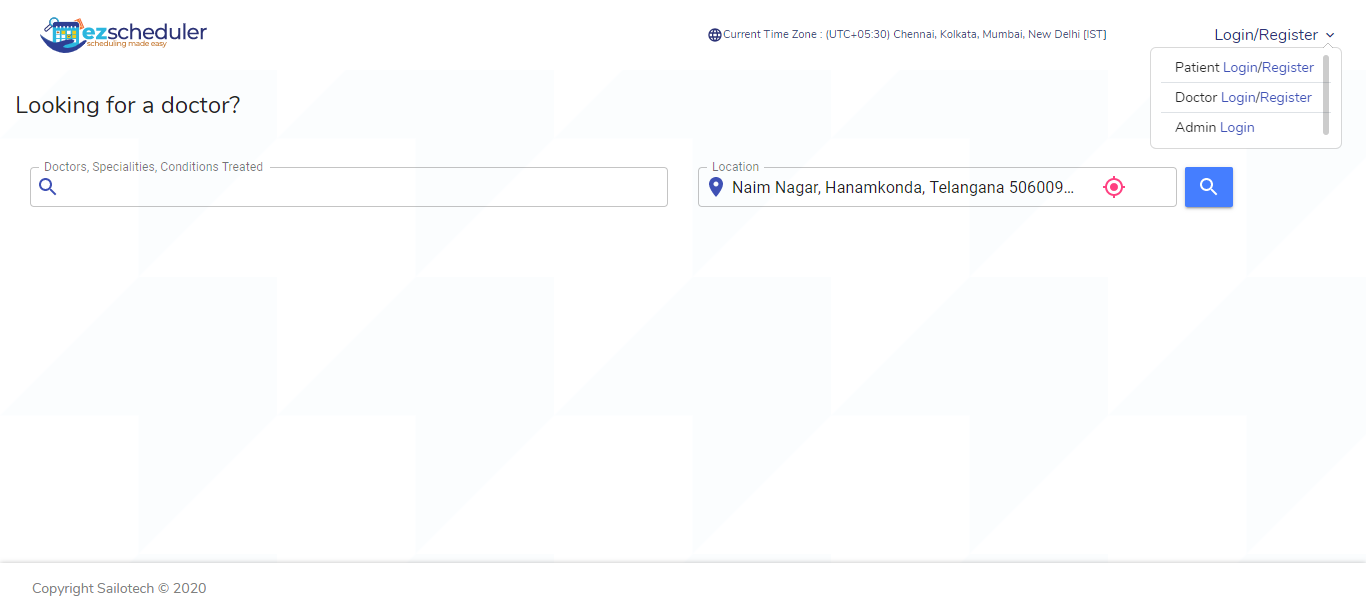 ezscheduler
scheduling made easy
Current Time Zone : (UTC+05:30) Chennai, Kolkata, Mumbai, New Delhi [IST]
Login/Register
Patient Login/Register
Doctor Login/Register
Admin Login
Looking for a doctor?
Doctors, Specialities, Conditions Treated
Location
Naim Nagar, Hanamkonda, Telangana 506009...
Copyright Sailotech © 2020